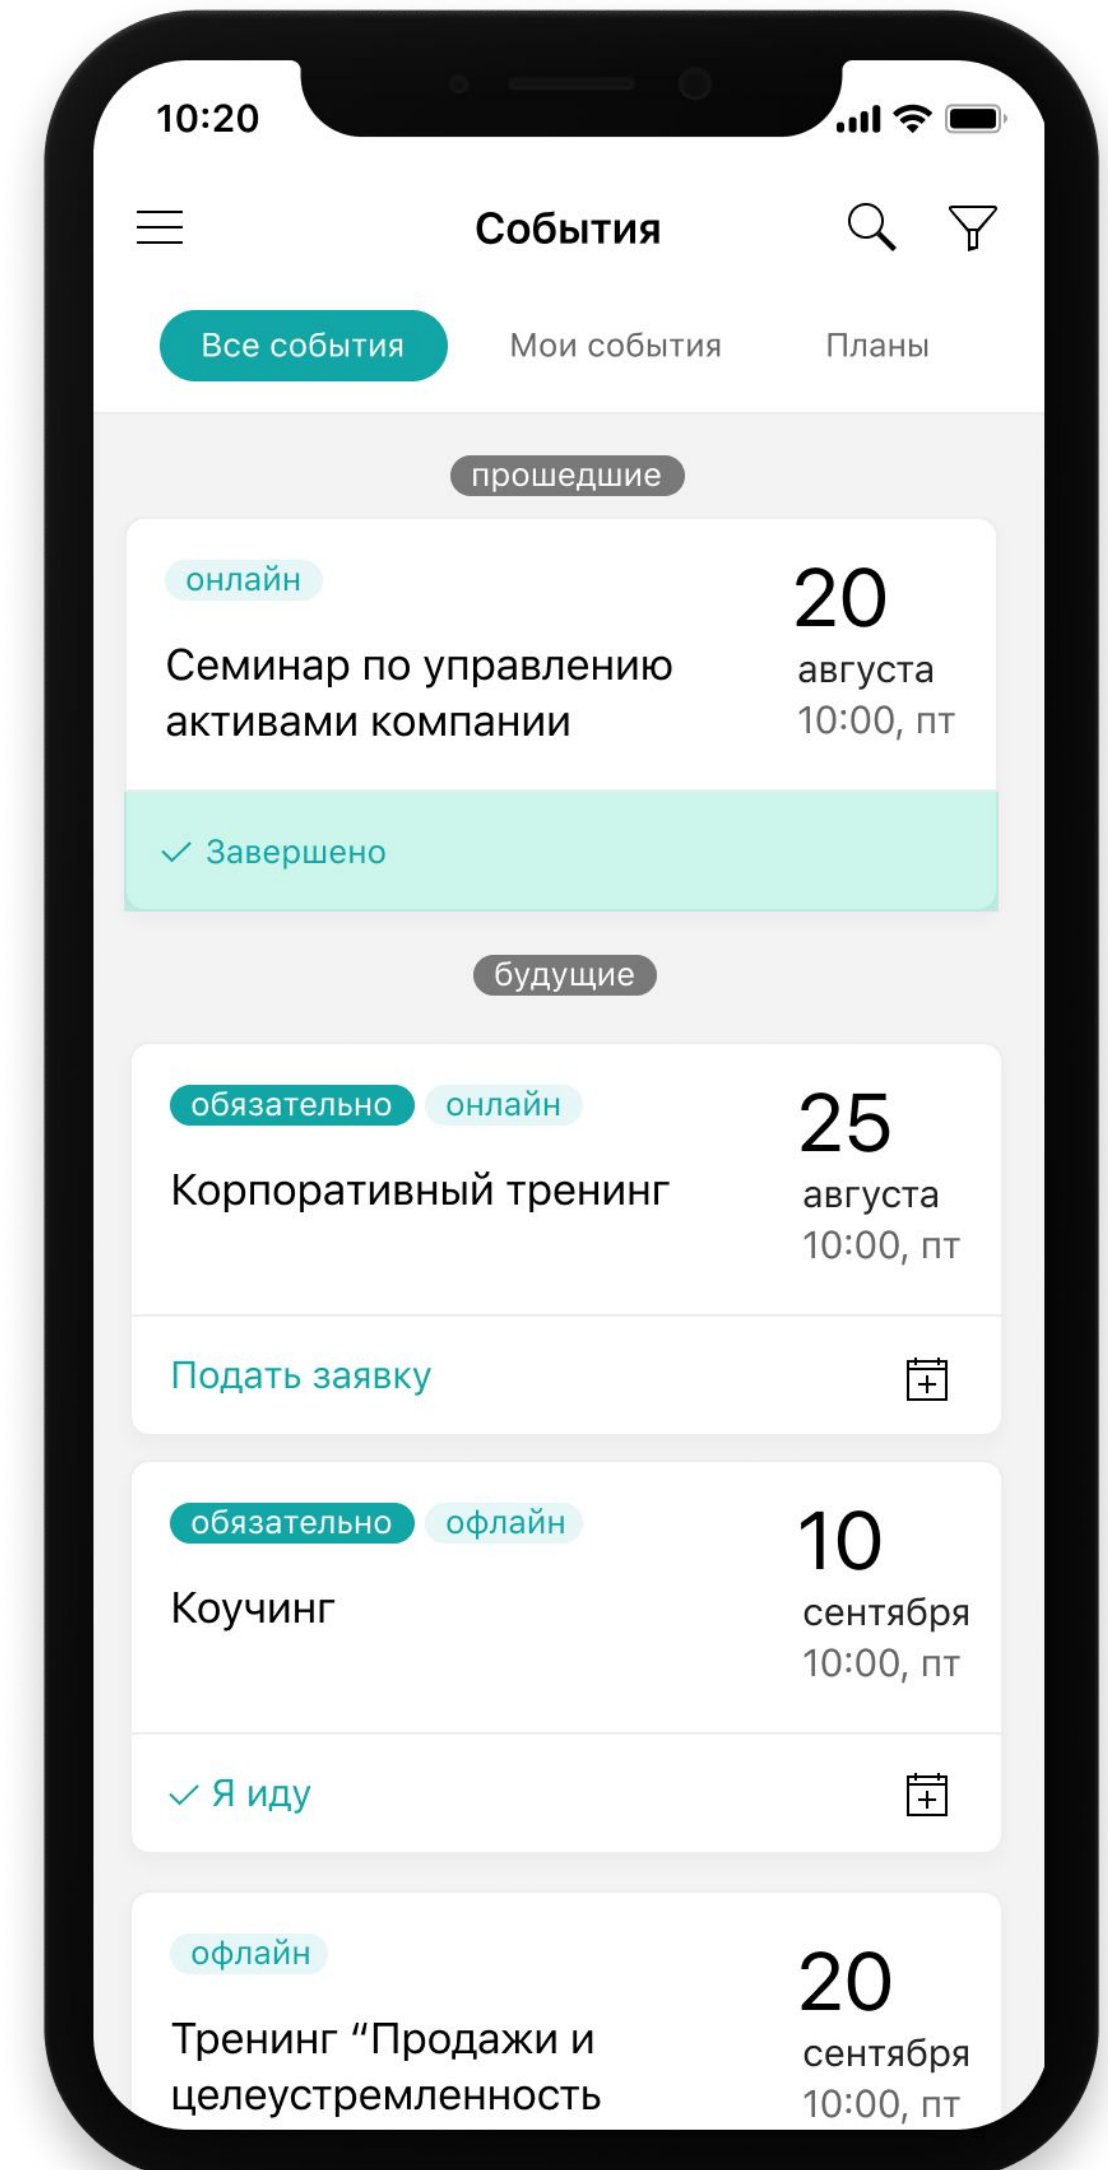 10:20
События
Все события Мои события Планы
прошедшие
онлайн
Семинар по управлению
активами компании
20
августа
10:00, пт
Завершено
будущие
обязательно онлайн
Корпоративный тренинг
25
августа
10:00, пт
Подать заявку
обязательно офлайн
Коучинг
10
сентября
10:00, пт
Я иду
офлайн
Тренинг “Продажи и
целеустремленность
20
сентября
10:00, пт